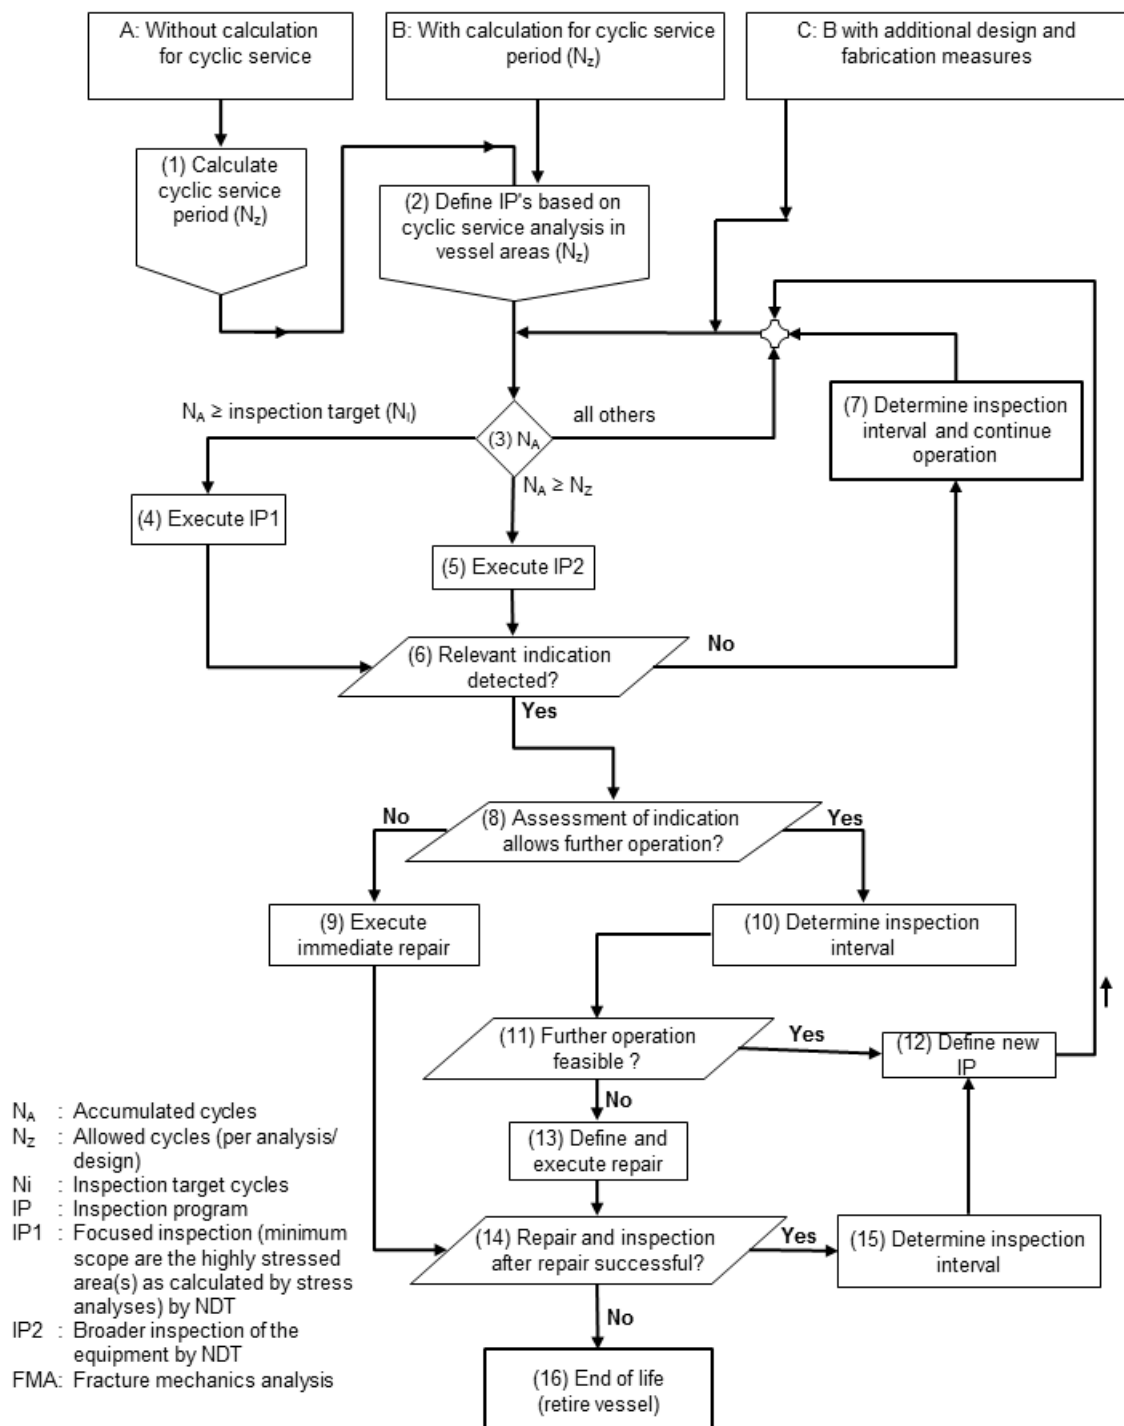 A: Without calculation
for cyclic service
B: With calculation for cyclic service
period (Nz)
C: B with additional design and
fabrication measures
(1) Calculate
cyclic service
period (Nz)
(2) Define IP's based on
cyclic service analysis in
vessel areas (Nz)
NA ≥ inspection target (NI)
(3) NA
all others
(7) Determine inspection
interval and continue
operation
NA ≥ NZ
(4) Execute IP1
(5) Execute IP2
(6) Relevant indication
detected?
No
Yes
(8) Assessment of indication
allows further operation?
No
Yes
(9) Execute
immediate repair
(10) Determine inspection
interval
(11) Further operation
feasible ?
Yes
(12) Define new
IP
No
(13) Define and
execute repair
(14) Repair and inspection
after repair successful?
Yes
(15) Determine inspection
interval
No
(16) End of life
(retire vessel)
NA : Accumulated cycles
NZ : Allowed cycles (per analysis/
design)
Ni : Inspection target cycles
IP : Inspection program
IP1 : Focused inspection (minimum
scope are the highly stressed
area(s) as calculated by stress
analyses) by NDT
IP2 : Broader inspection of the
equipment by NDT
FMA: Fracture mechanics analysis